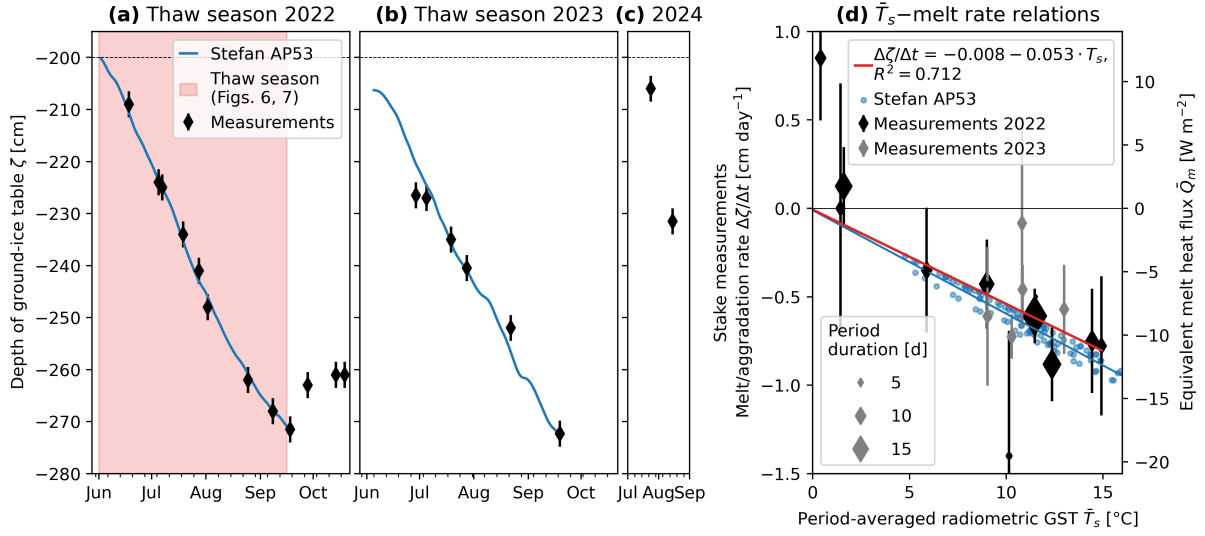 (a) Thaw season 2022
(b) Thaw season 2023
(c) 2024
(d) T̄s−melt rate relations
Depth of ground-ice table ζ [cm]
−200
−210
−220
−230
−240
−250
−260
−270
−280
Stefan AP53
Thaw season
(Figs. 6, 7)
Measurements
Jun Jul Aug Sep Oct
Jun Jul Aug Sep Oct
Jul Aug Sep
Stake measurements
Melt/aggradation rate Δζ/Δt [cm day⁻¹]
1.0
0.5
0.0
−0.5
−1.0
−1.5
Δζ/Δt = −0.008 − 0.053 · Ts,
R² = 0.712
Stefan AP53
Measurements 2022
Measurements 2023
Period
duration [d]
5
10
15
0 5 10 15
Period-averaged radiometric GST T̄s [°C]
10
5
0
−5
−10
−15
−20
Equivalent melt heat flux Q̄m [W m⁻²]